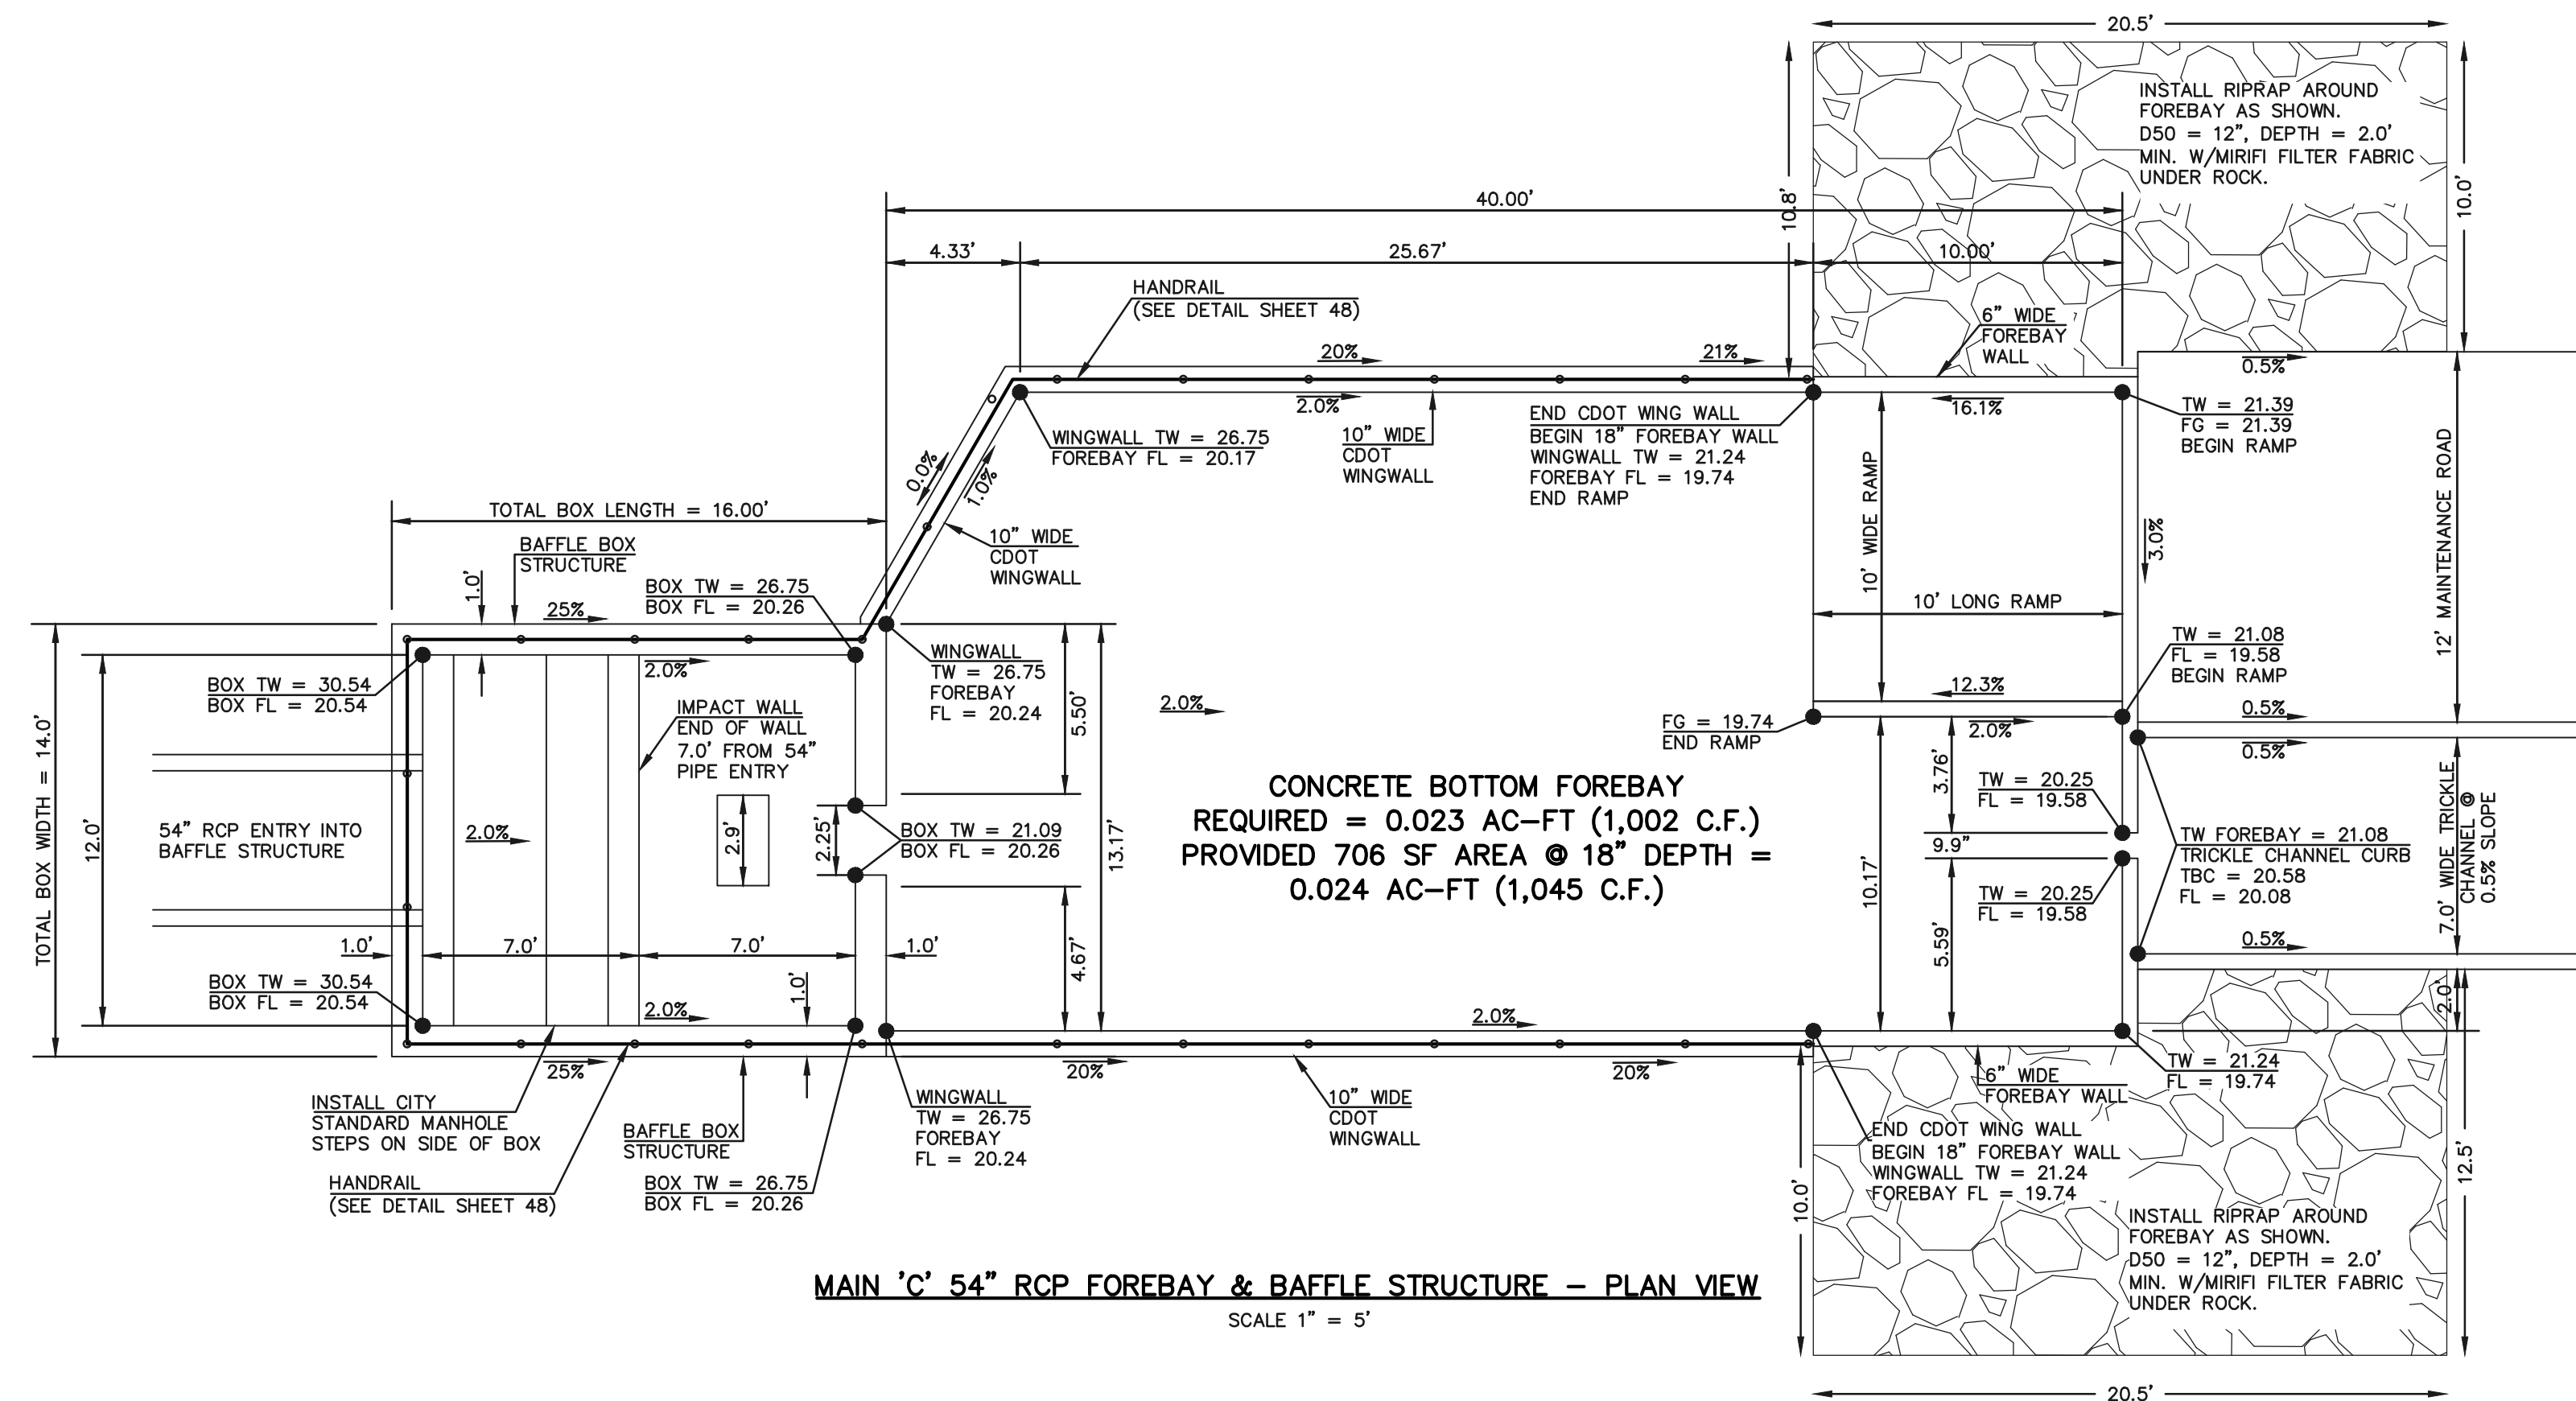 20.5'
INSTALL RIPRAP AROUND
FOREBAY AS SHOWN.
D50 = 12", DEPTH = 2.0'
MIN. W/MIRIFI FILTER FABRIC
UNDER ROCK.
10.8'
10.0'
40.00'
4.33'
25.67'
10.00'
HANDRAIL
(SEE DETAIL SHEET 48)
6" WIDE
FOREBAY
WALL
20%
21%
0.5%
2.0%
16.1%
TW = 21.39
FG = 21.39
BEGIN RAMP
WINGWALL TW = 26.75
FOREBAY FL = 20.17
10" WIDE
CDOT
WINGWALL
END CDOT WING WALL
BEGIN 18" FOREBAY WALL
WINGWALL TW = 21.24
FOREBAY FL = 19.74
END RAMP
0.0%
1.0%
10' WIDE RAMP
12' MAINTENANCE ROAD
TOTAL BOX LENGTH = 16.00'
BAFFLE BOX
STRUCTURE
1.0'
10" WIDE
CDOT
WINGWALL
3.0%
BOX TW = 26.75
BOX FL = 20.26
25%
10' LONG RAMP
WINGWALL
TW = 26.75
FOREBAY
FL = 20.24
TW = 21.08
FL = 19.58
BEGIN RAMP
2.0%
BOX TW = 30.54
BOX FL = 20.54
IMPACT WALL
END OF WALL
7.0' FROM 54"
PIPE ENTRY
5.50'
2.0%
12.3%
FG = 19.74
END RAMP
2.0%
0.5%
0.5%
TOTAL BOX WIDTH = 14.0'
12.0'
54" RCP ENTRY INTO
BAFFLE STRUCTURE
2.0%
2.9'
2.25'
BOX TW = 21.09
BOX FL = 20.26
13.17'
CONCRETE BOTTOM FOREBAY
REQUIRED = 0.023 AC-FT (1,002 C.F.)
PROVIDED 706 SF AREA @ 18" DEPTH =
0.024 AC-FT (1,045 C.F.)
3.76'
TW = 20.25
FL = 19.58
9.9"
10.17'
TW = 20.25
FL = 19.58
5.59'
TW FOREBAY = 21.08
TRICKLE CHANNEL CURB
TBC = 20.58
FL = 20.08
7.0' WIDE TRICKLE
CHANNEL @
0.5% SLOPE
1.0'
7.0'
7.0'
1.0'
4.67'
0.5%
BOX TW = 30.54
BOX FL = 20.54
1.0'
2.0%
2.0%
2.0'
25%
20%
20%
TW = 21.24
FL = 19.74
INSTALL CITY
STANDARD MANHOLE
STEPS ON SIDE OF BOX
BAFFLE BOX
STRUCTURE
WINGWALL
TW = 26.75
FOREBAY
FL = 20.24
10" WIDE
CDOT
WINGWALL
6" WIDE
FOREBAY WALL
END CDOT WING WALL
BEGIN 18" FOREBAY WALL
WINGWALL TW = 21.24
FOREBAY FL = 19.74
10.0'
12.5'
HANDRAIL
(SEE DETAIL SHEET 48)
BOX TW = 26.75
BOX FL = 20.26
INSTALL RIPRAP AROUND
FOREBAY AS SHOWN.
D50 = 12", DEPTH = 2.0'
MIN. W/MIRIFI FILTER FABRIC
UNDER ROCK.
MAIN 'C' 54" RCP FOREBAY & BAFFLE STRUCTURE - PLAN VIEW
SCALE 1" = 5'
20.5'